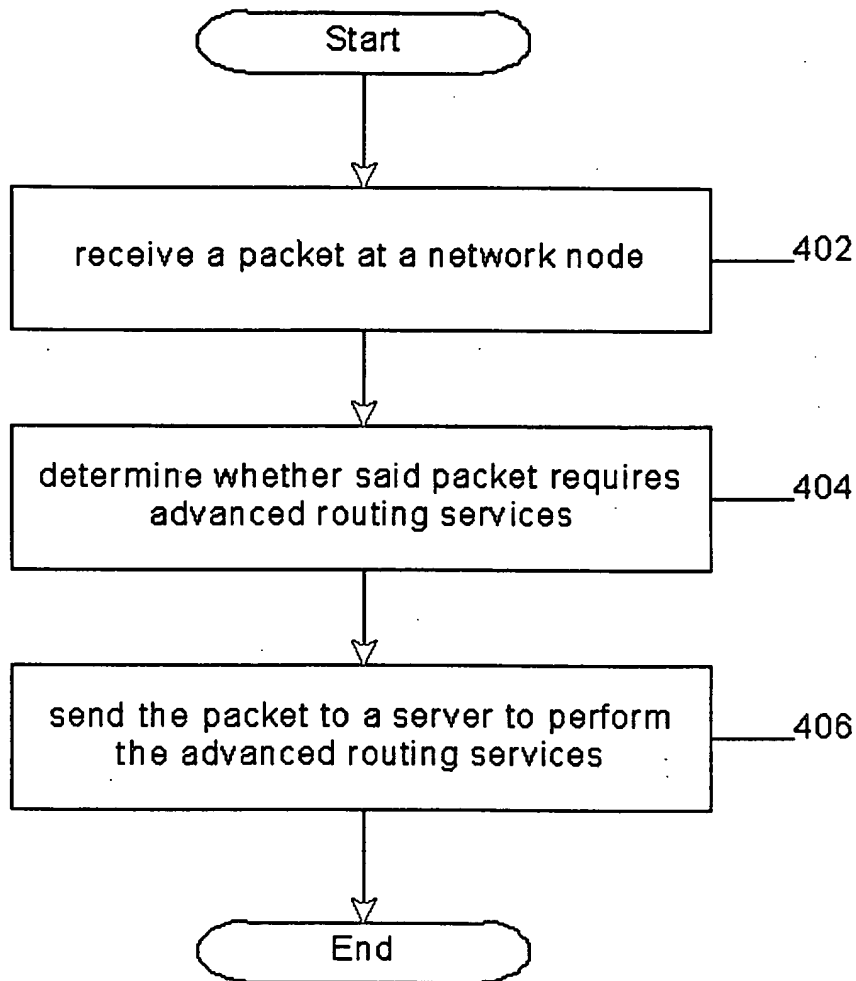 Start
receive a packet at a network node
402
determine whether said packet requires
advanced routing services
404
send the packet to a server to perform
the advanced routing services
406
End